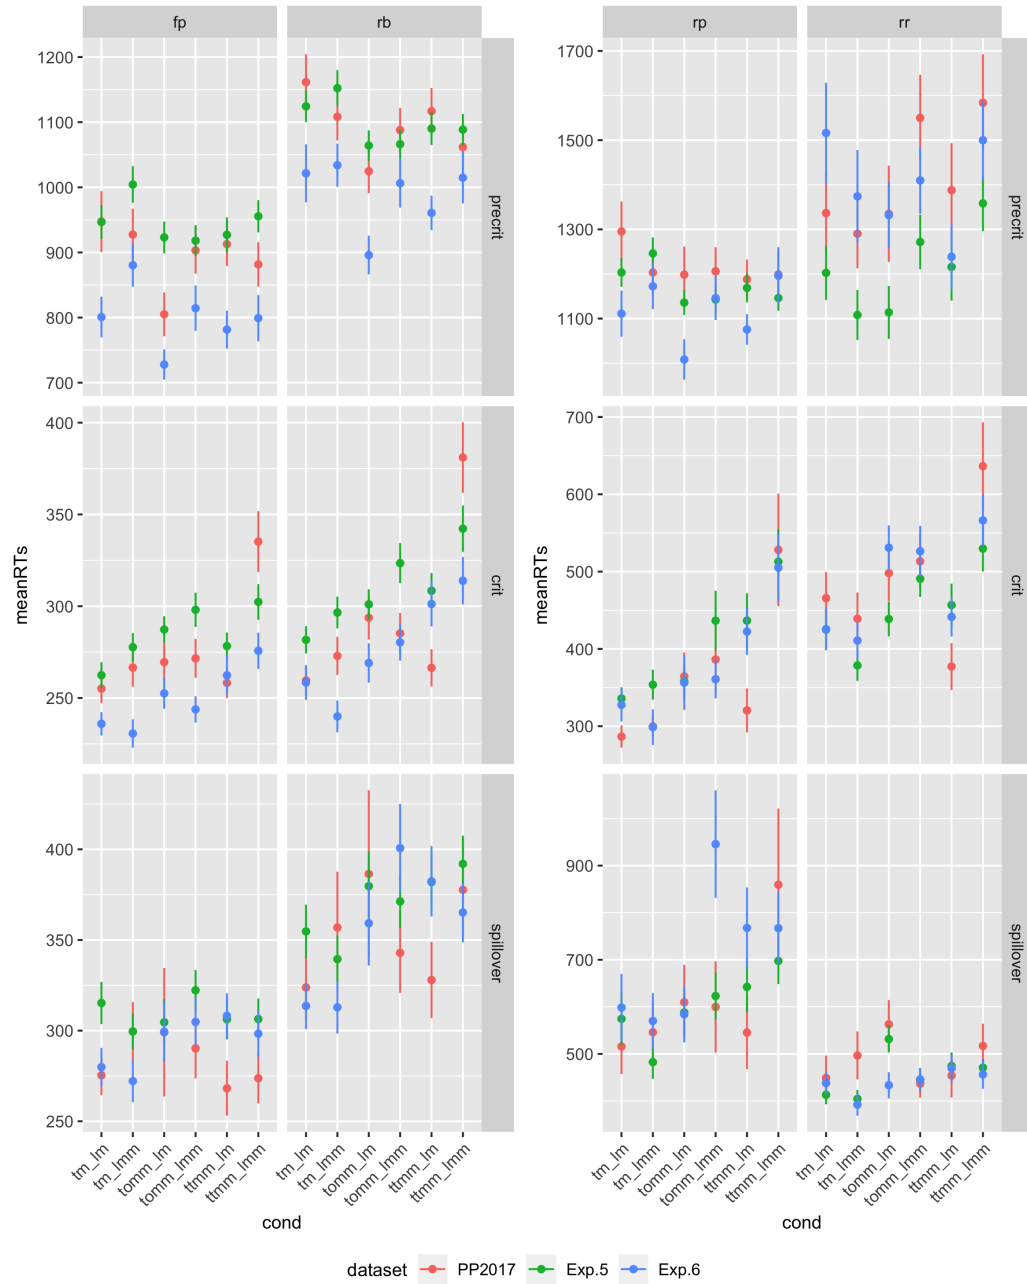 fp rb rp rr
1200
1100
1000
900
800
700
precrit
1700
1500
1300
1100
precrit
400
350
300
250
crit
700
600
500
400
300
crit
400
350
300
250
spillover
900
700
500
spillover
meanRTs
meanRTs
tm_lm tm_lmm tomm_lm tomm_lmm ttmm_lm ttmm_lmm tm_lm tm_lmm tomm_lm tomm_lmm ttmm_lm ttmm_lmm
tm_lm tm_lmm tomm_lm tomm_lmm ttmm_lm ttmm_lmm tm_lm tm_lmm tomm_lm tomm_lmm ttmm_lm ttmm_lmm
cond cond
dataset PP2017 Exp.5 Exp.6